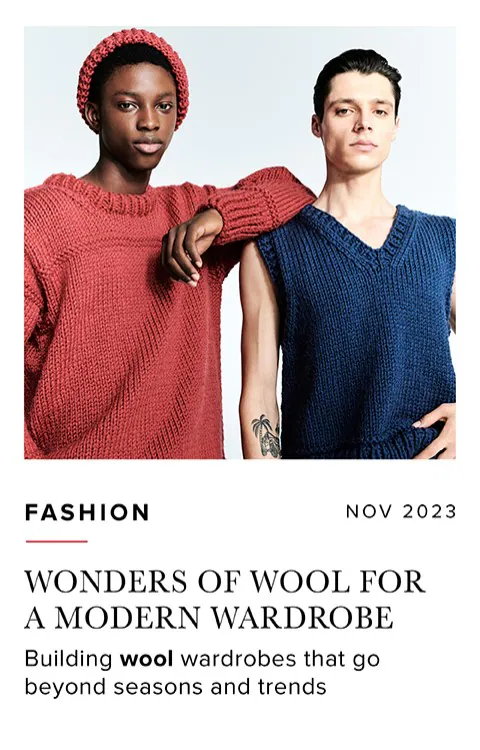 FASHION
NOV 2023
WONDERS OF WOOL FOR
A MODERN WARDROBE
Building wool wardrobes that go
beyond seasons and trends